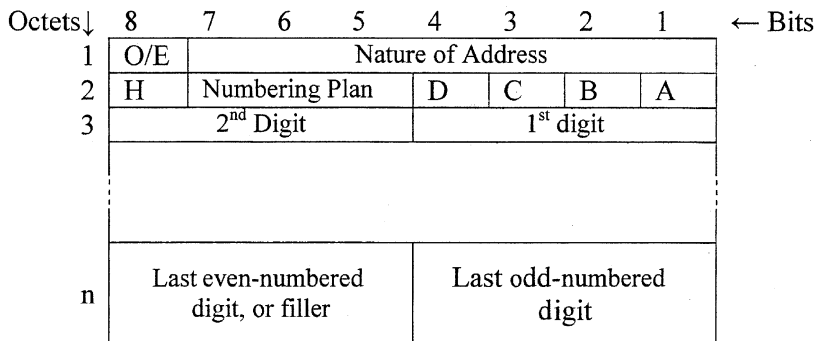 Octets↓ 8 7 6 5 4 3 2 1 ← Bits
1 O/E Nature of Address
2 H Numbering Plan D C B A
3 2nd Digit 1st digit
n Last even-numbered digit, or filler Last odd-numbered digit